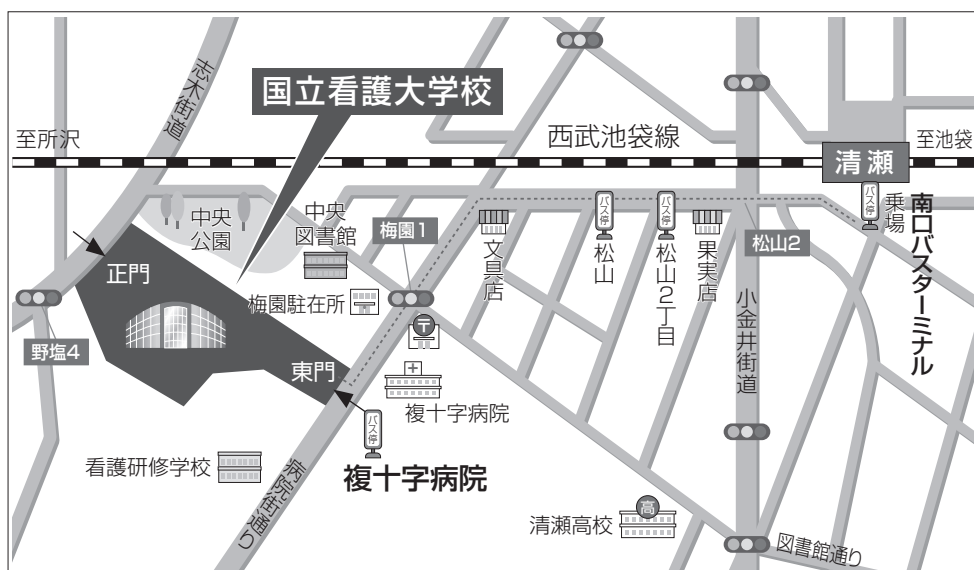 志木街道
国立看護大学校
至所沢
西武池袋線
清瀬
至池袋
バス停
乗場
南口バスターミナル
中央
公園
中央
図書館
梅園1
文具店
バス停
松山
バス停
松山2丁目
果実店
松山2
小金井街道
正門
梅園駐在所
〒
野塩4
東門
複十字病院
バス停
複十字病院
看護研修学校
病院街通り
高
清瀬高校
図書館通り